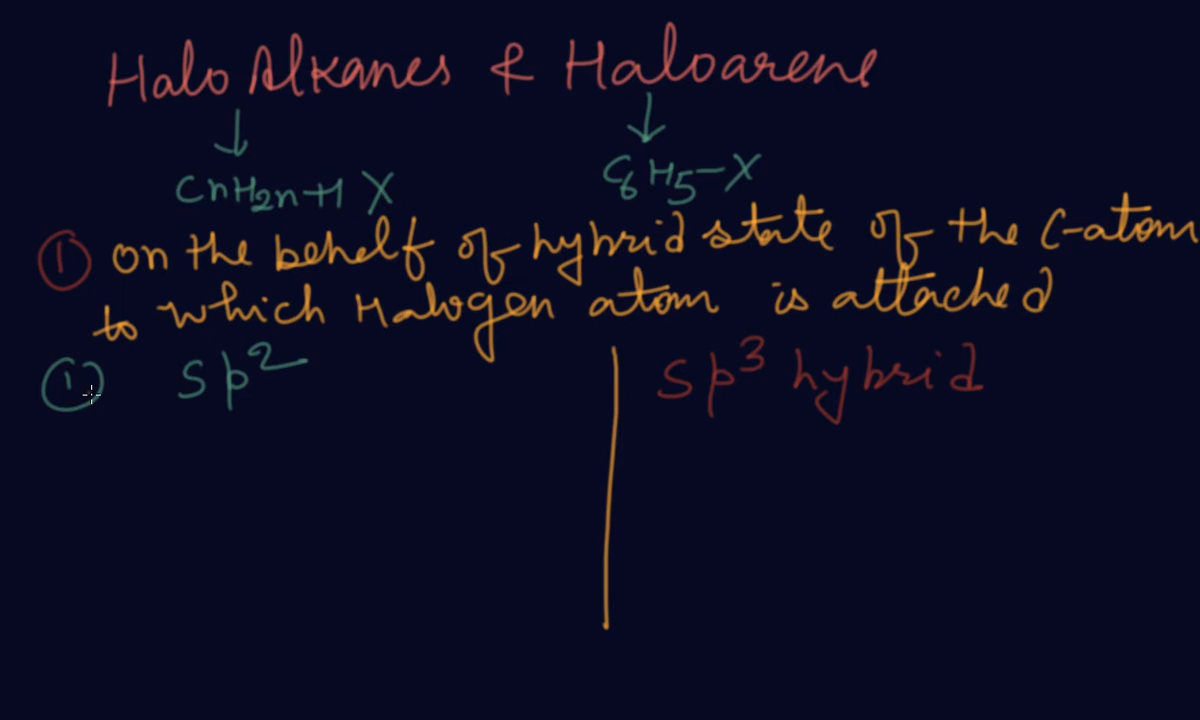 Halo Alkanes & Haloarene
CnH2n+1 X C6H5-X
① on the behelf of hybrid state of the C-atom
to which Halogen atom is attached
① Sp² Sp³ hybrid